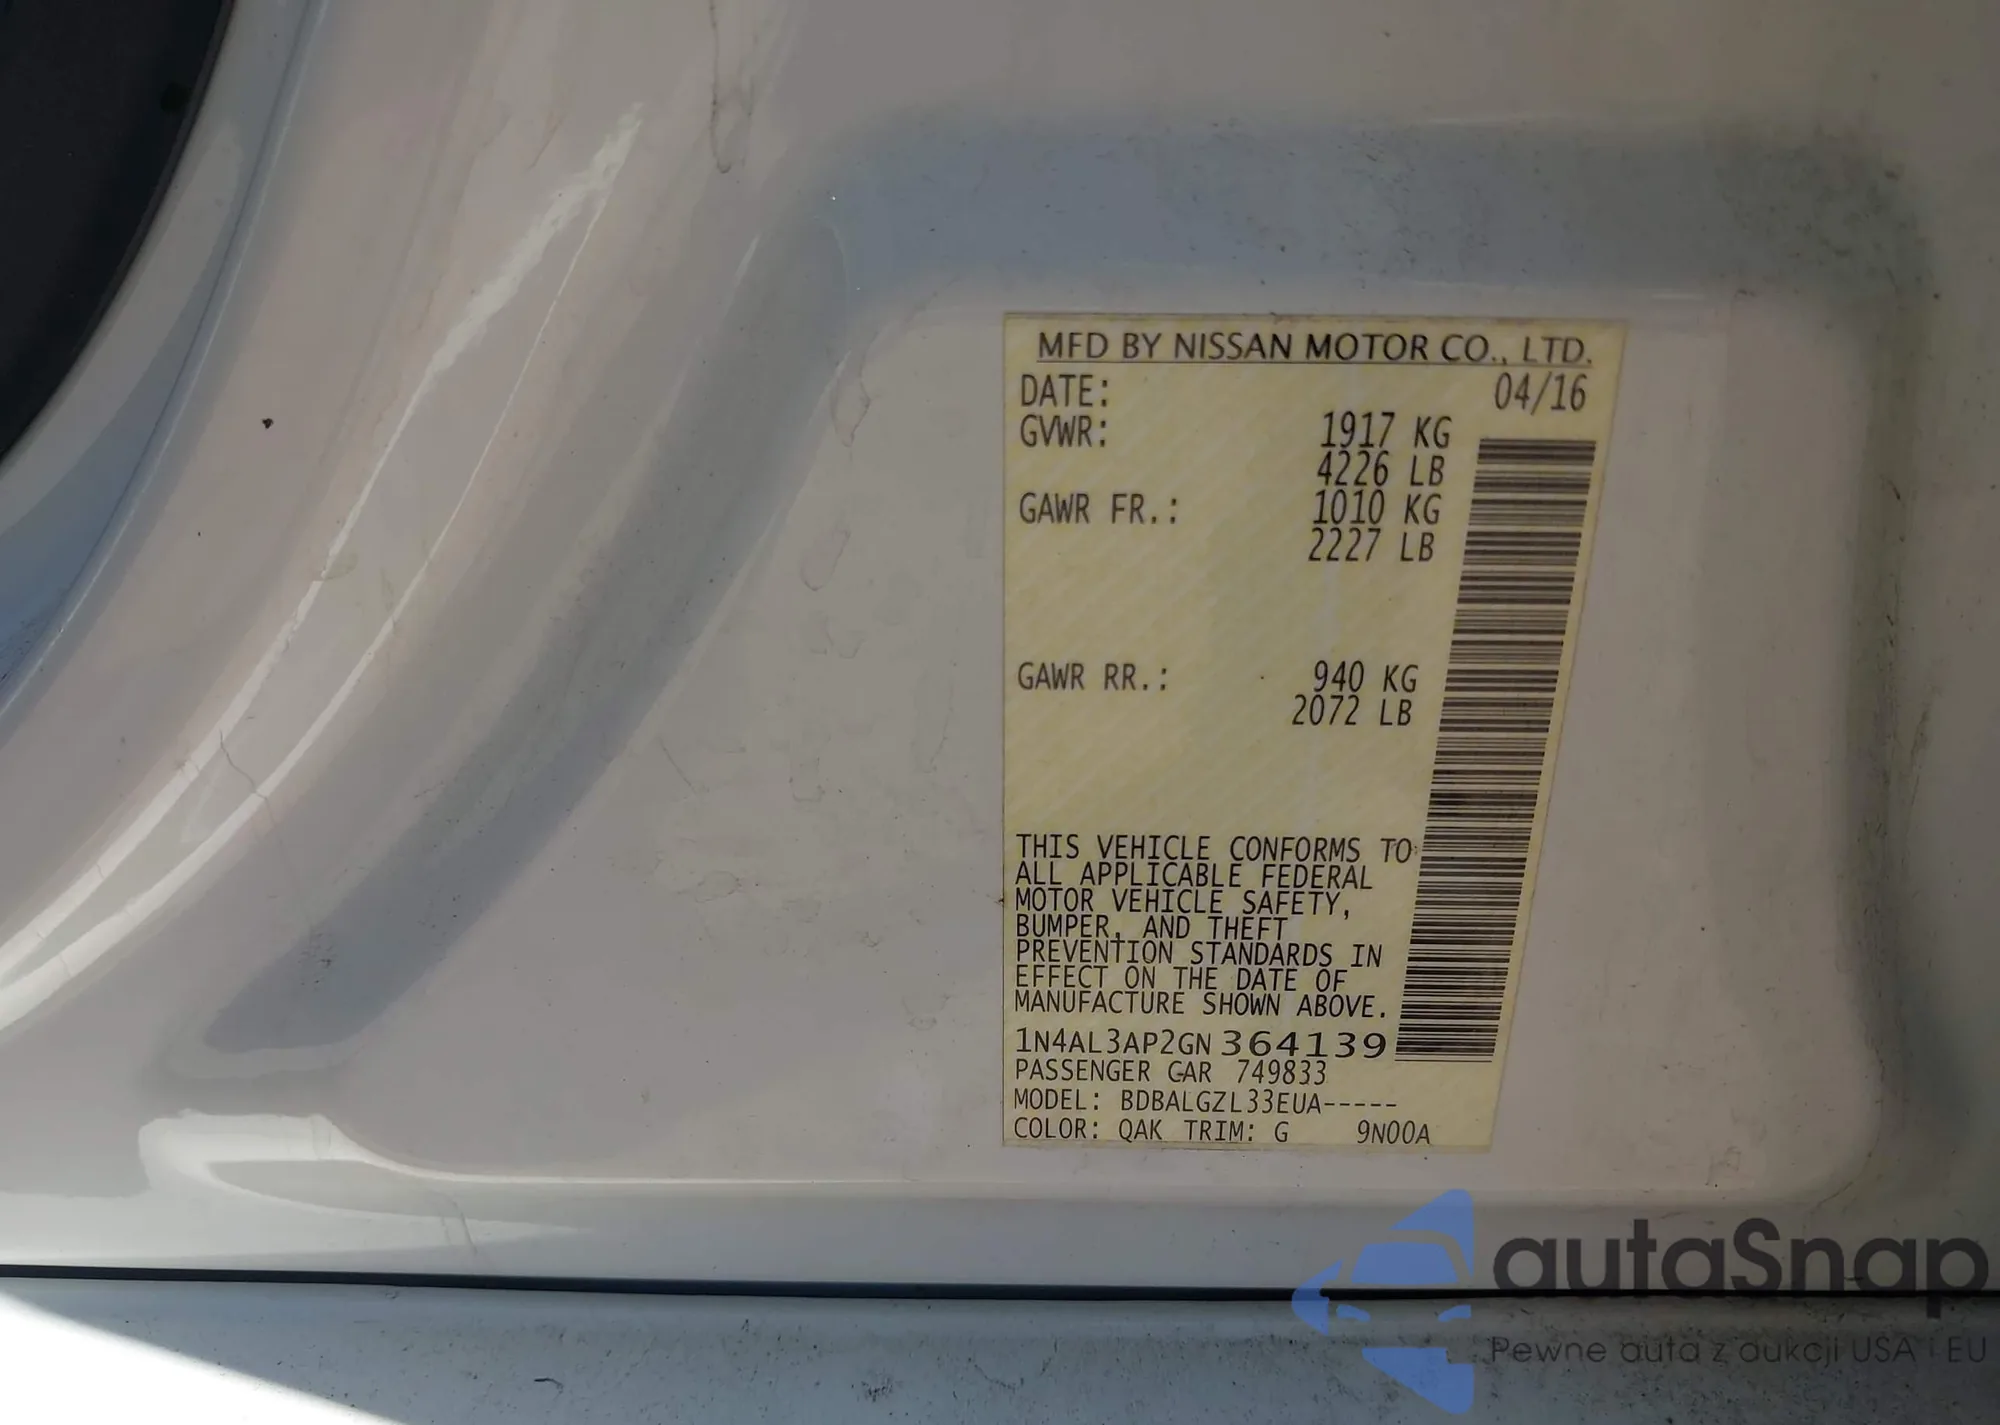 MFD BY NISSAN MOTOR CO., LTD.
DATE: 04/16
GVWR: 1917 KG
4226 LB
GAWR FR.: 1010 KG
2227 LB
GAWR RR.: 940 KG
2072 LB
THIS VEHICLE CONFORMS TO
ALL APPLICABLE FEDERAL
MOTOR VEHICLE SAFETY,
BUMPER, AND THEFT
PREVENTION STANDARDS IN
EFFECT ON THE DATE OF
MANUFACTURE SHOWN ABOVE.
1N4AL3AP2GN 364139
PASSENGER CAR 749833
MODEL: BDBALGZL33EUA-----
COLOR: QAK TRIM: G 9N00A
autaSnap
Pewne auta z aukcji USA i EU